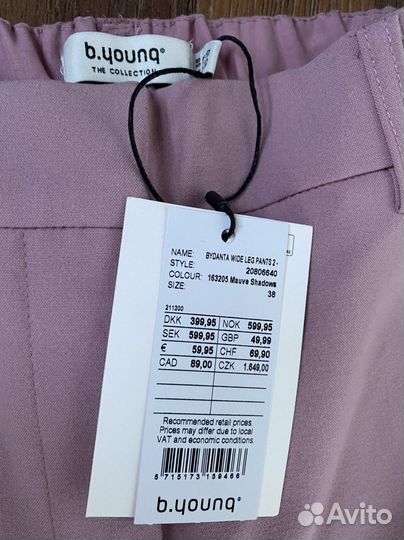 b.young®
THE COLLECTION
NAME: BYDANTA WIDE LEG PANTS 2 -
STYLE: 20806640
COLOUR: 163205 Mauve Shadows
SIZE: 38
211200
DKK 399,95 NOK 599,95
SEK 599,95 GBP 49,99
€ 59,95 CHF 69,90
CAD 89,00 CZK 1.649,00
Recommended retail prices.
Prices may differ due to local
VAT and economic conditions.
5 715173 159466
b.young®
Avito